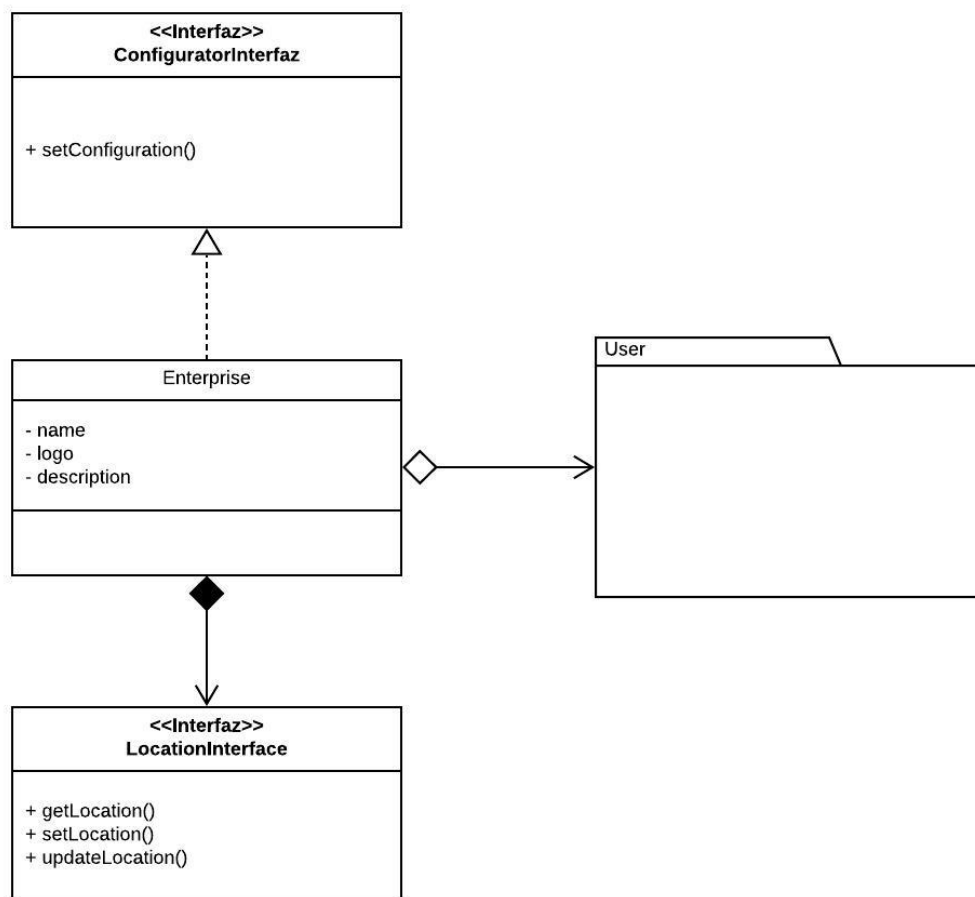 <<Interfaz>>
ConfiguratorInterfaz
+ setConfiguration()
Enterprise
- name
- logo
- description
User
<<Interfaz>>
LocationInterface
+ getLocation()
+ setLocation()
+ updateLocation()